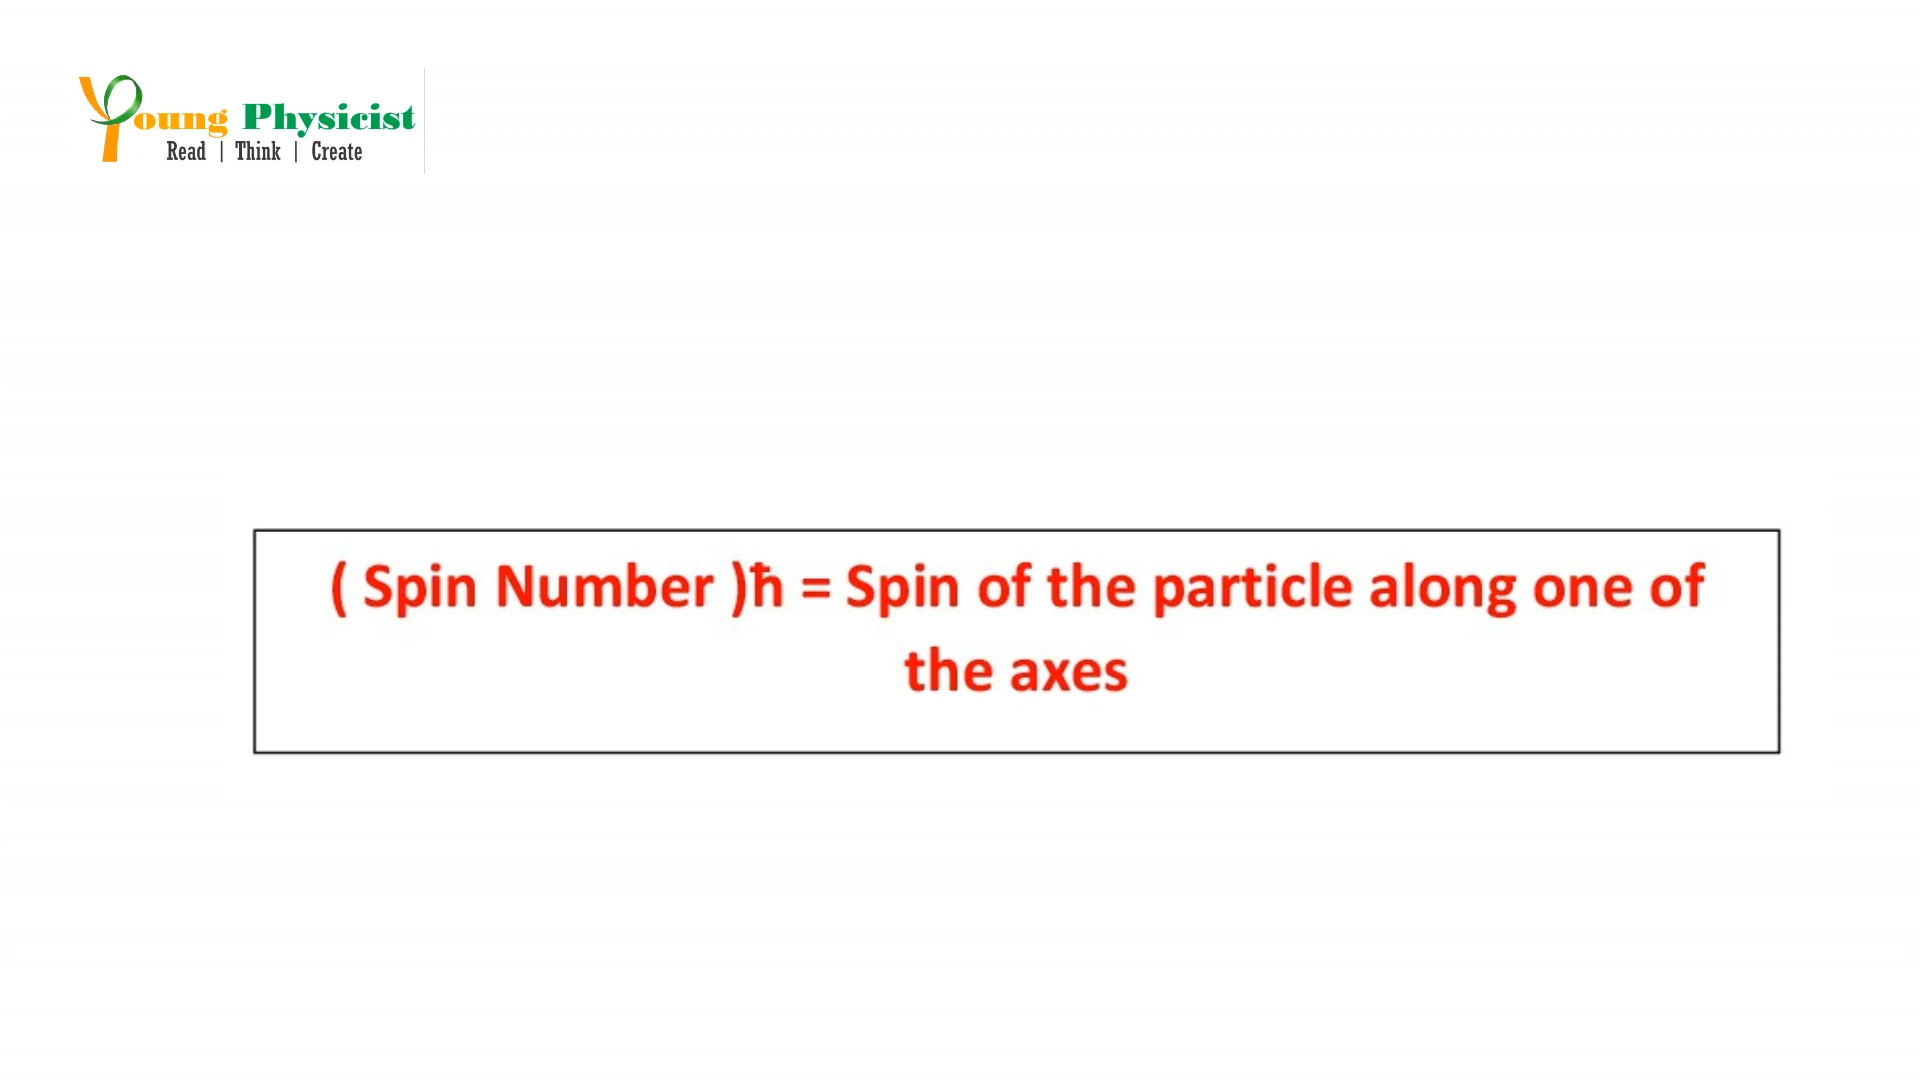 Young Physicist
Read | Think | Create
( Spin Number )ħ = Spin of the particle along one of
the axes